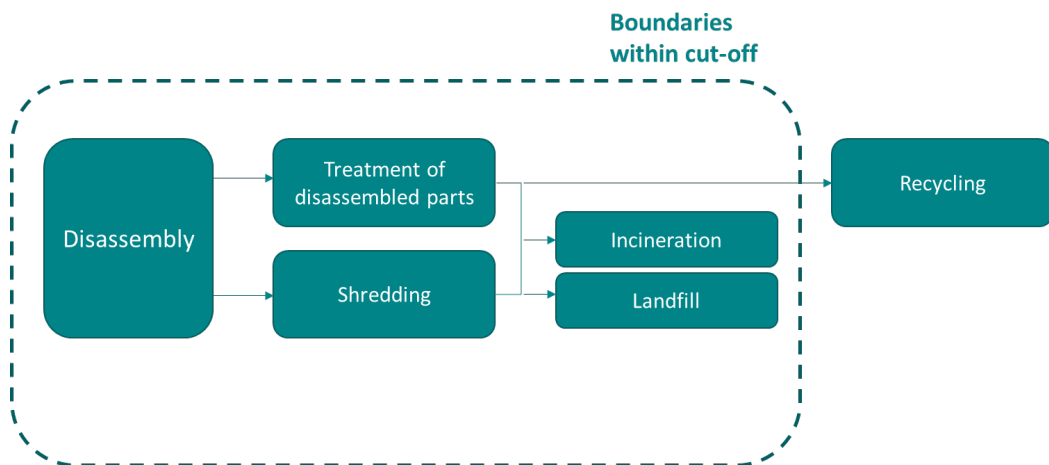 Boundaries
within cut-off
Disassembly
Treatment of
disassembled parts
Shredding
Incineration
Landfill
Recycling